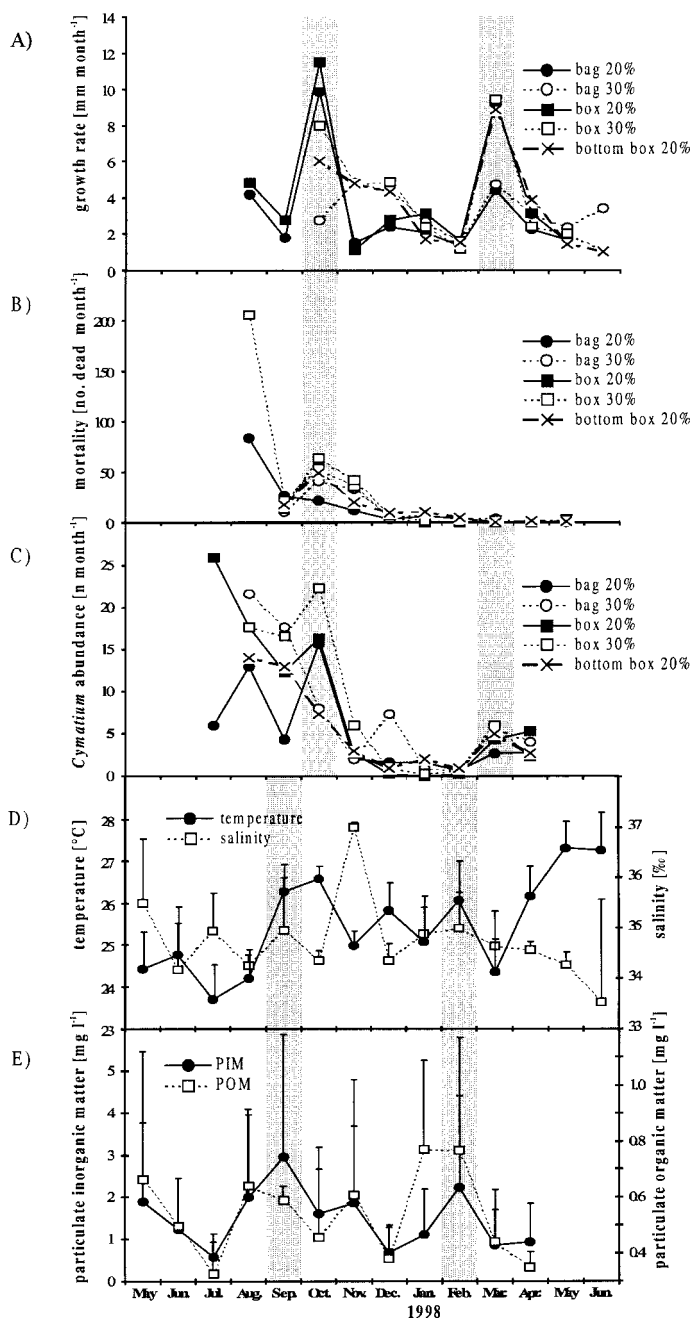 A)
growth rate [mm month-1]
14
12
10
8
6
4
2
0
bag 20%
bag 30%
box 20%
box 30%
bottom box 20%
B)
mortality [no. dead month-1]
200
150
100
50
0
bag 20%
bag 30%
box 20%
box 30%
bottom box 20%
C)
Cymatium abundance [n month-1]
25
20
15
10
5
0
bag 20%
bag 30%
box 20%
box 30%
bottom box 20%
D)
temperature [°C]
28
27
26
25
24
23
temperature
salinity
37
36
35
34
33
salinity [‰]
E)
particulate inorganic matter [mg l-1]
5
4
3
2
1
0
PIM
POM
1.0
0.8
0.6
0.4
particulate organic matter [mg l-1]
May Jun. Jul. Aug. Sep. Oct. Nov. Dec. Jan. Feb. Mar. Apr. May Jun.
1998